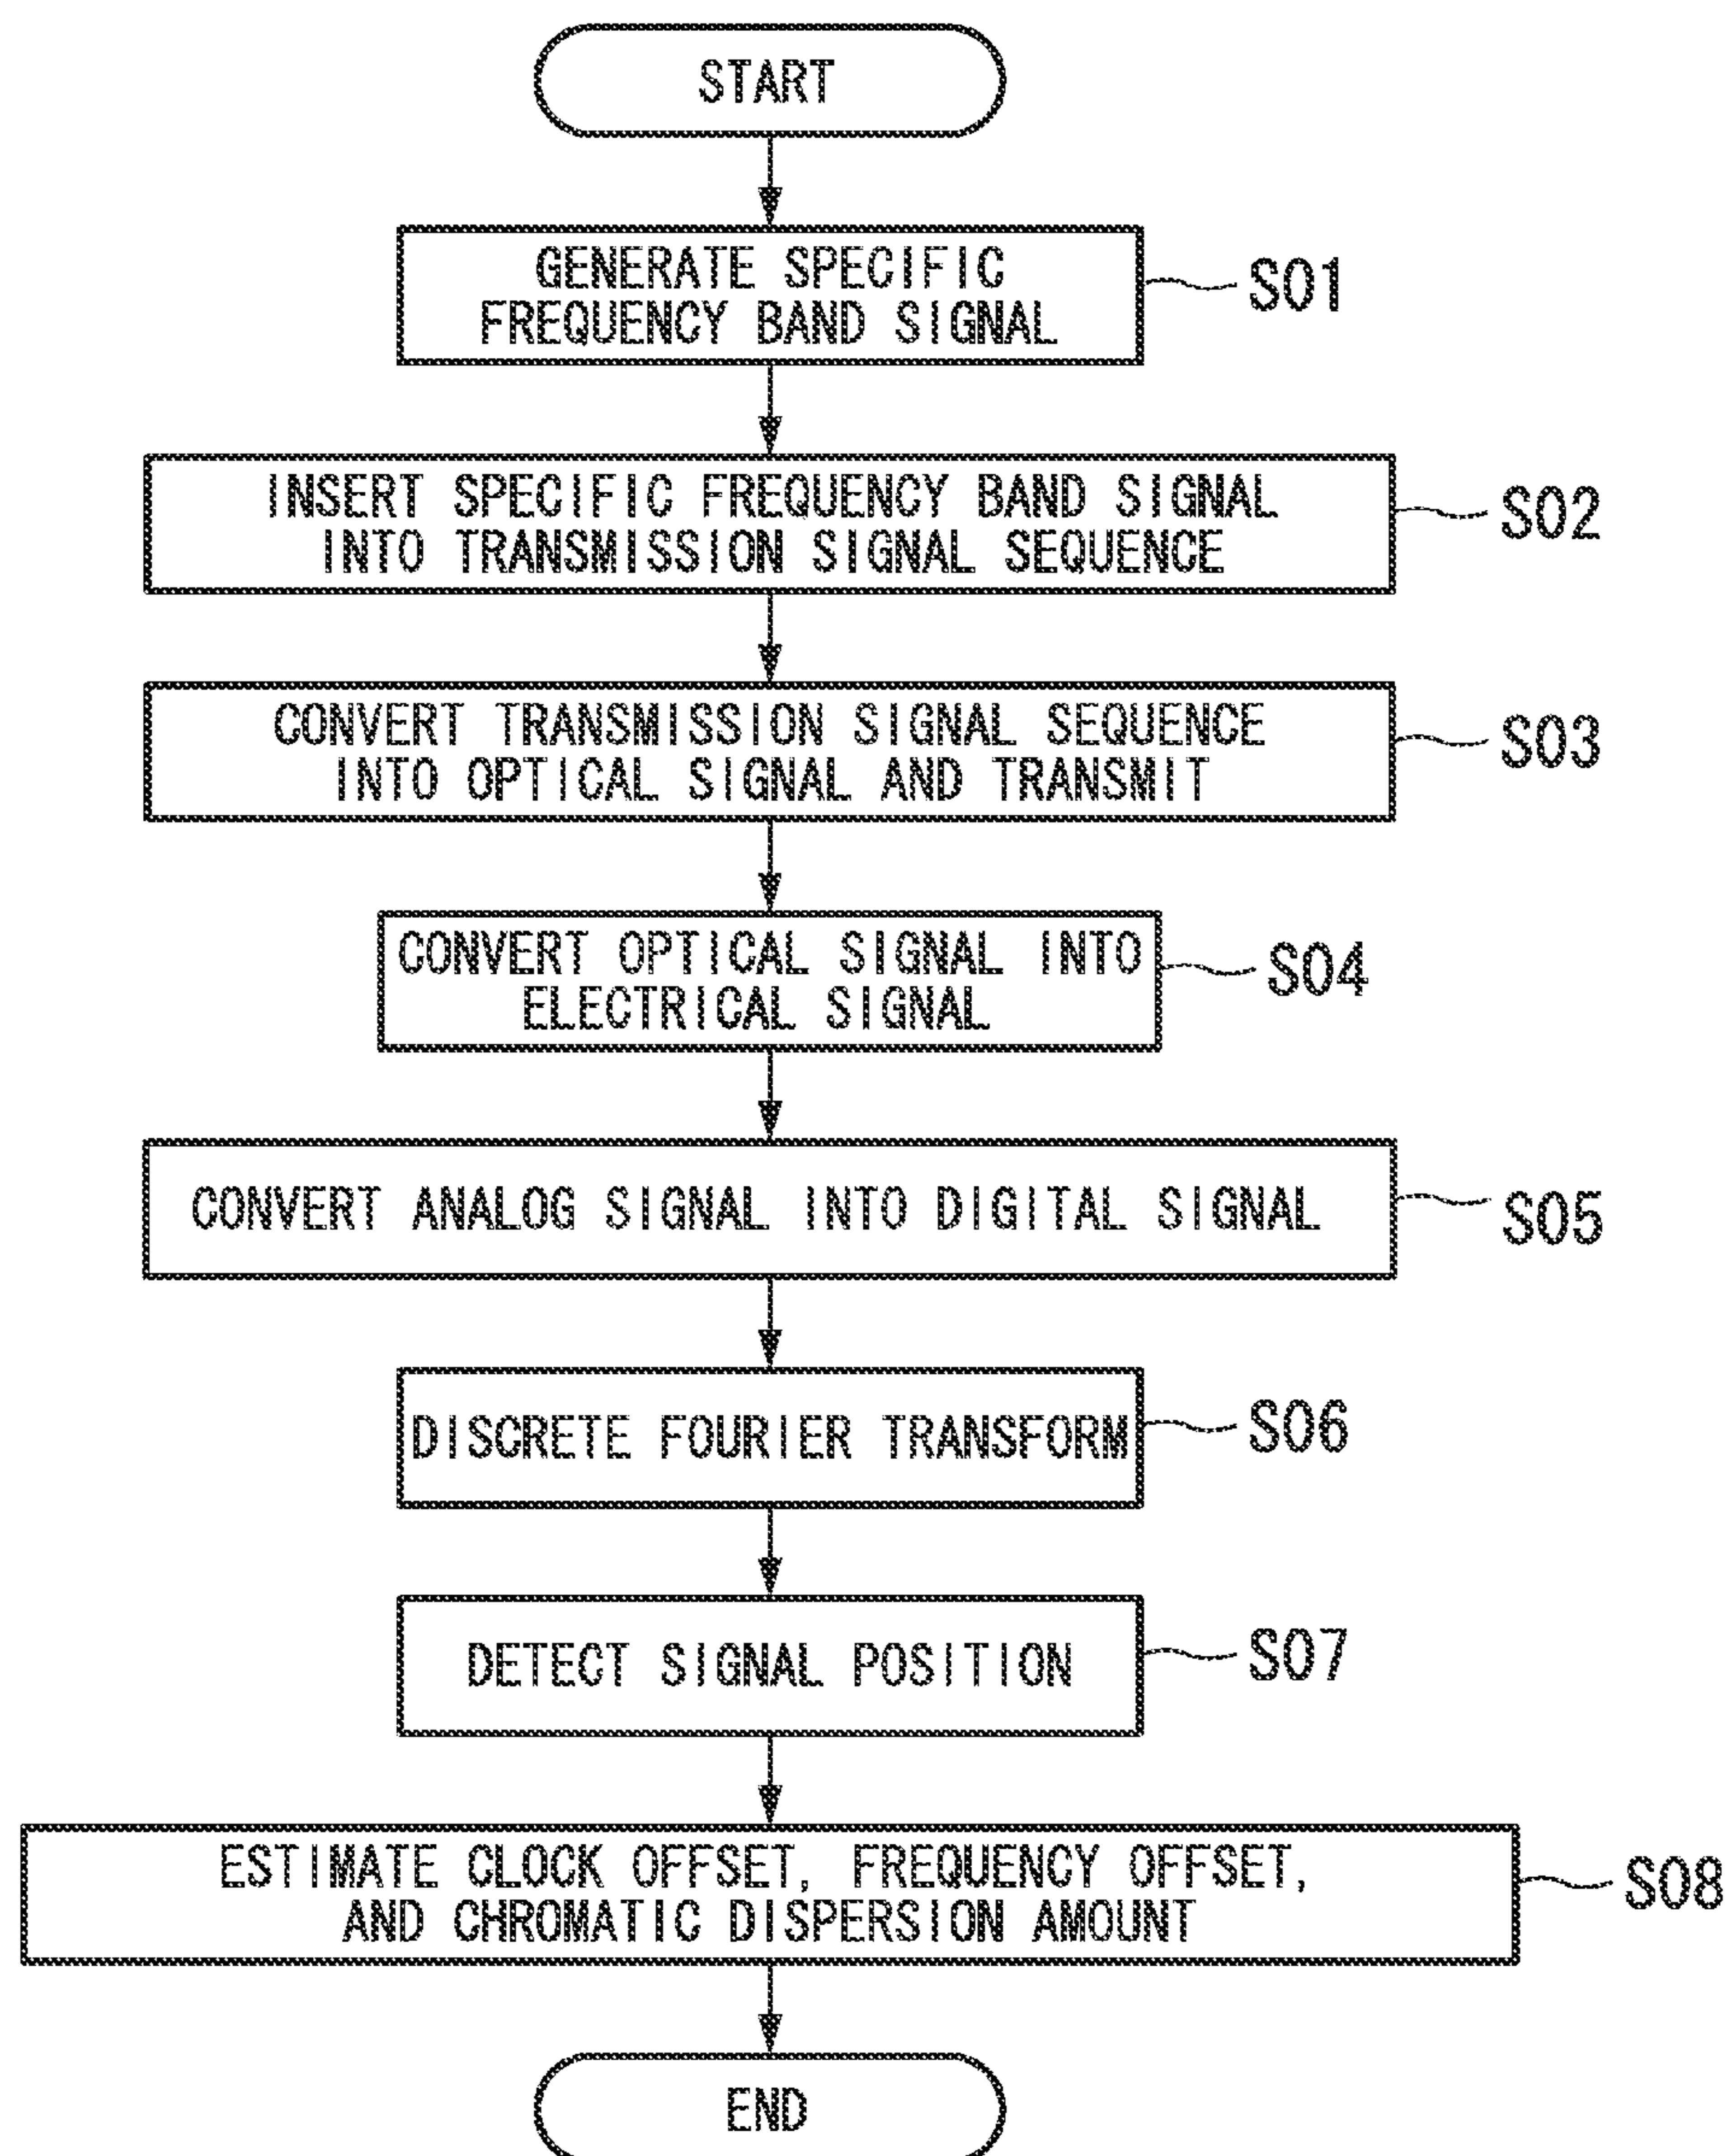 START
GENERATE SPECIFIC
FREQUENCY BAND SIGNAL
S01
INSERT SPECIFIC FREQUENCY BAND SIGNAL
INTO TRANSMISSION SIGNAL SEQUENCE
S02
CONVERT TRANSMISSION SIGNAL SEQUENCE
INTO OPTICAL SIGNAL AND TRANSMIT
S03
CONVERT OPTICAL SIGNAL INTO
ELECTRICAL SIGNAL
S04
CONVERT ANALOG SIGNAL INTO DIGITAL SIGNAL
S05
DISCRETE FOURIER TRANSFORM
S06
DETECT SIGNAL POSITION
S07
ESTIMATE CLOCK OFFSET, FREQUENCY OFFSET,
AND CHROMATIC DISPERSION AMOUNT
S08
END